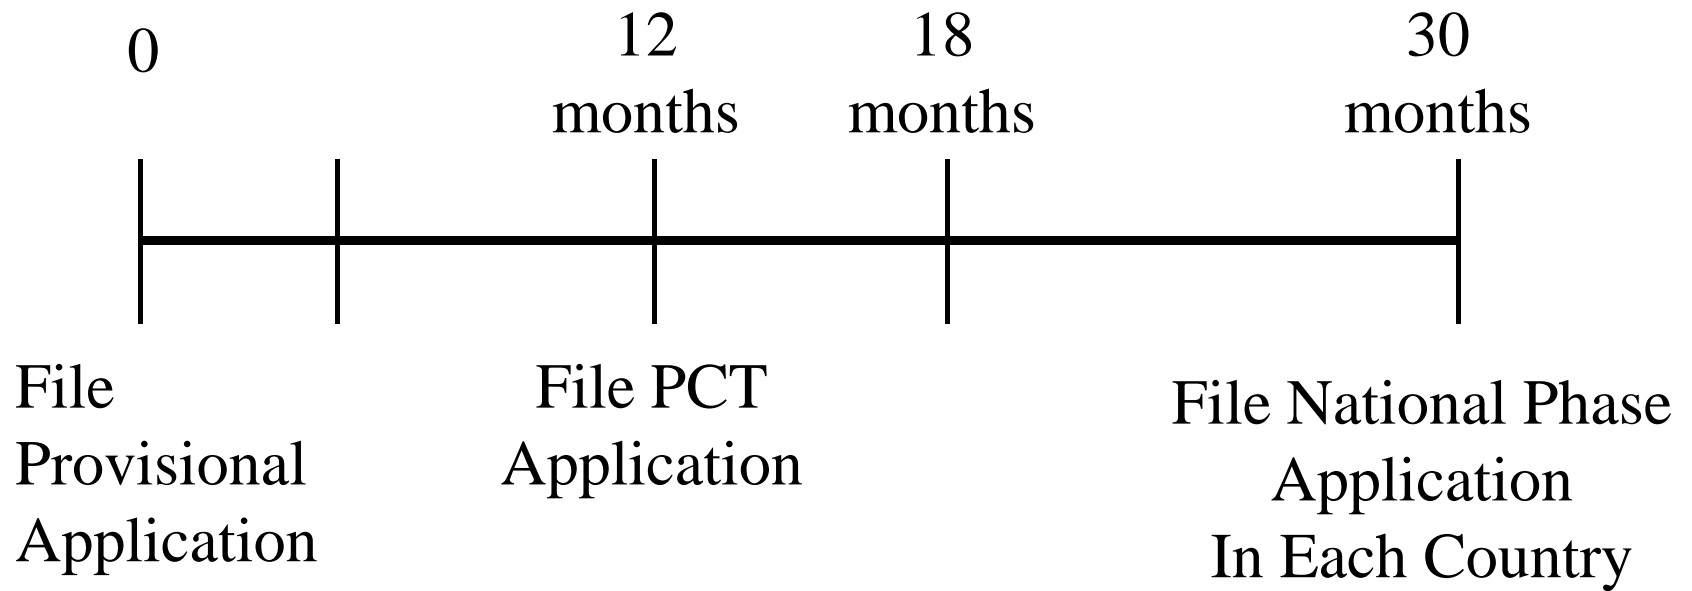 0
12
months
18
months
30
months
File
Provisional
Application
File PCT
Application
File National Phase
Application
In Each Country